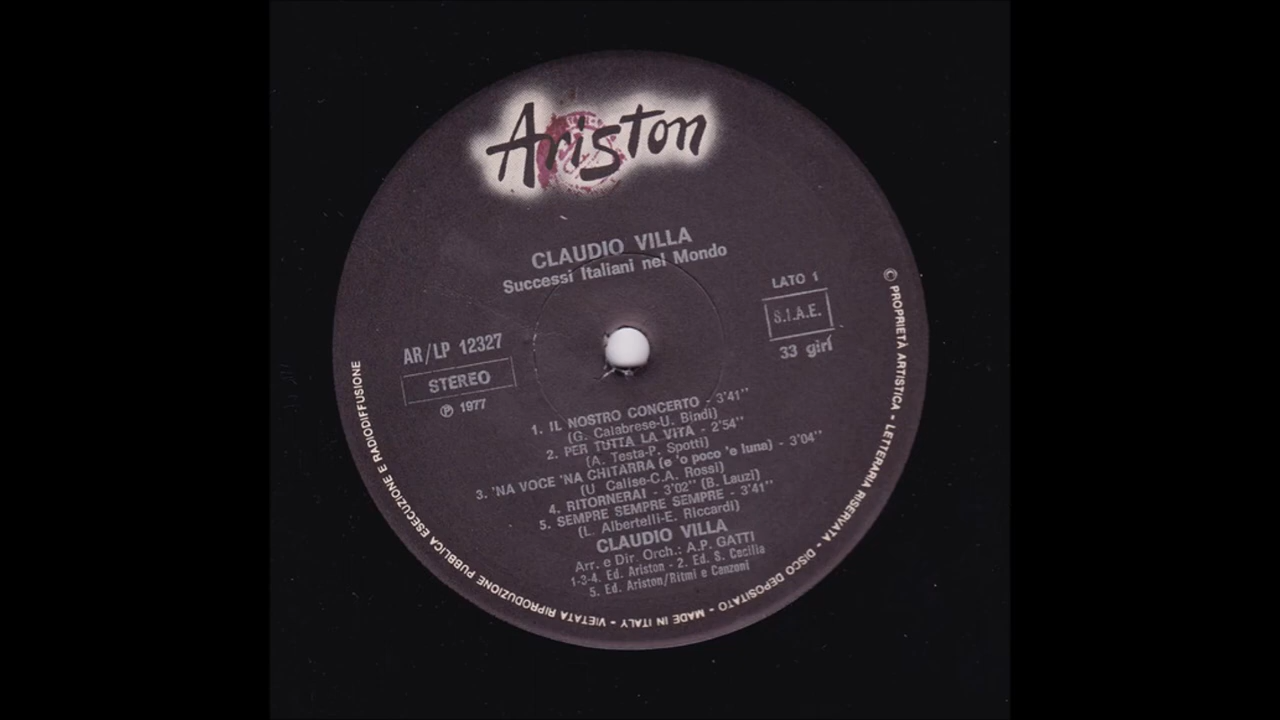 Ariston
CLAUDIO VILLA
Successi Italiani nel Mondo
AR/LP 12327
STEREO
℗ 1977
LATO 1
S.I.A.E.
33 giri
1. IL NOSTRO CONCERTO - 3'41''
(G. Calabrese-U. Bindi)
2. PER TUTTA LA VITA - 2'54''
(A. Testa-P. Spotti)
3. 'NA VOCE 'NA CHITARRA (e 'o poco 'e luna) - 3'04''
(U. Calise-C.A. Rossi)
4. RITORNERAI - 3'02'' (B. Lauzi)
5. SEMPRE SEMPRE SEMPRE - 3'41''
(L. Albertelli-E. Riccardi)
CLAUDIO VILLA
Arr. e Dir. Orch.: A.P. GATTI
1-3-4. Ed. Ariston - 2. Ed. S. Cecilia
5. Ed. Ariston/Ritmi e Canzoni
© PROPRIETÀ ARTISTICA - LETTERARIA RISERVATA - DISCO DEPOSITATO - MADE IN ITALY - VIETATA RIPRODUZIONE PUBBLICA ESECUZIONE E RADIODIFFUSIONE